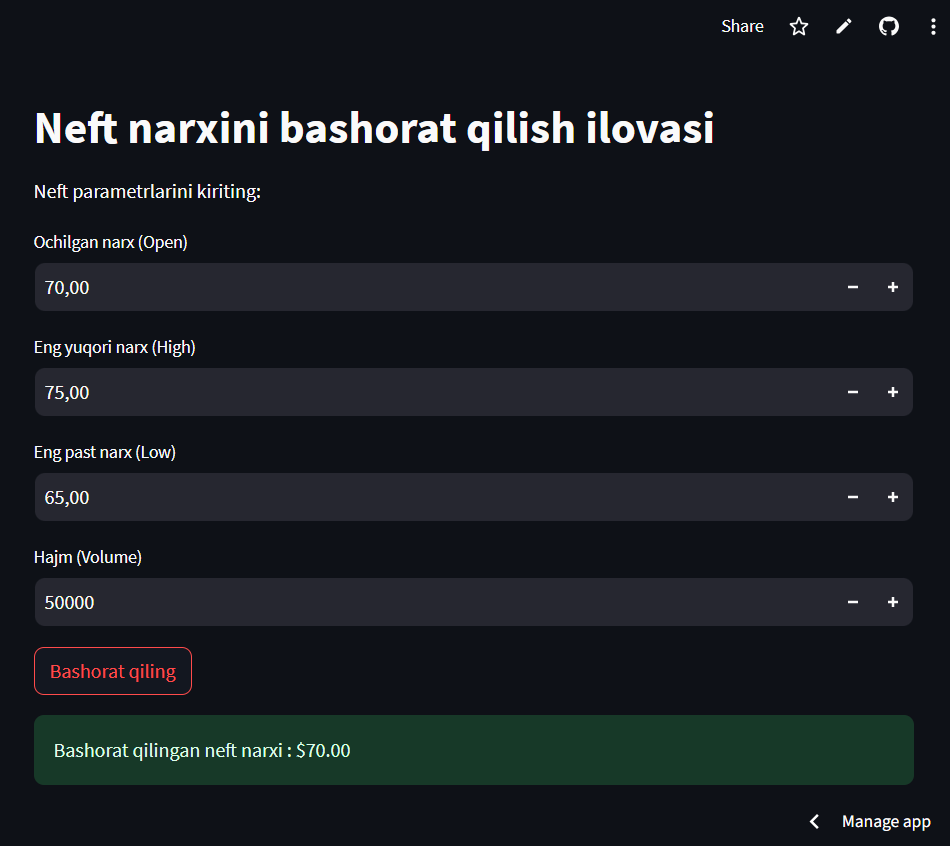 Share
Neft narxini bashorat qilish ilovasi
Neft parametrlarini kiriting:
Ochilgan narx (Open)
70,00
Eng yuqori narx (High)
75,00
Eng past narx (Low)
65,00
Hajm (Volume)
50000
Bashorat qiling
Bashorat qilingan neft narxi : $70.00
Manage app